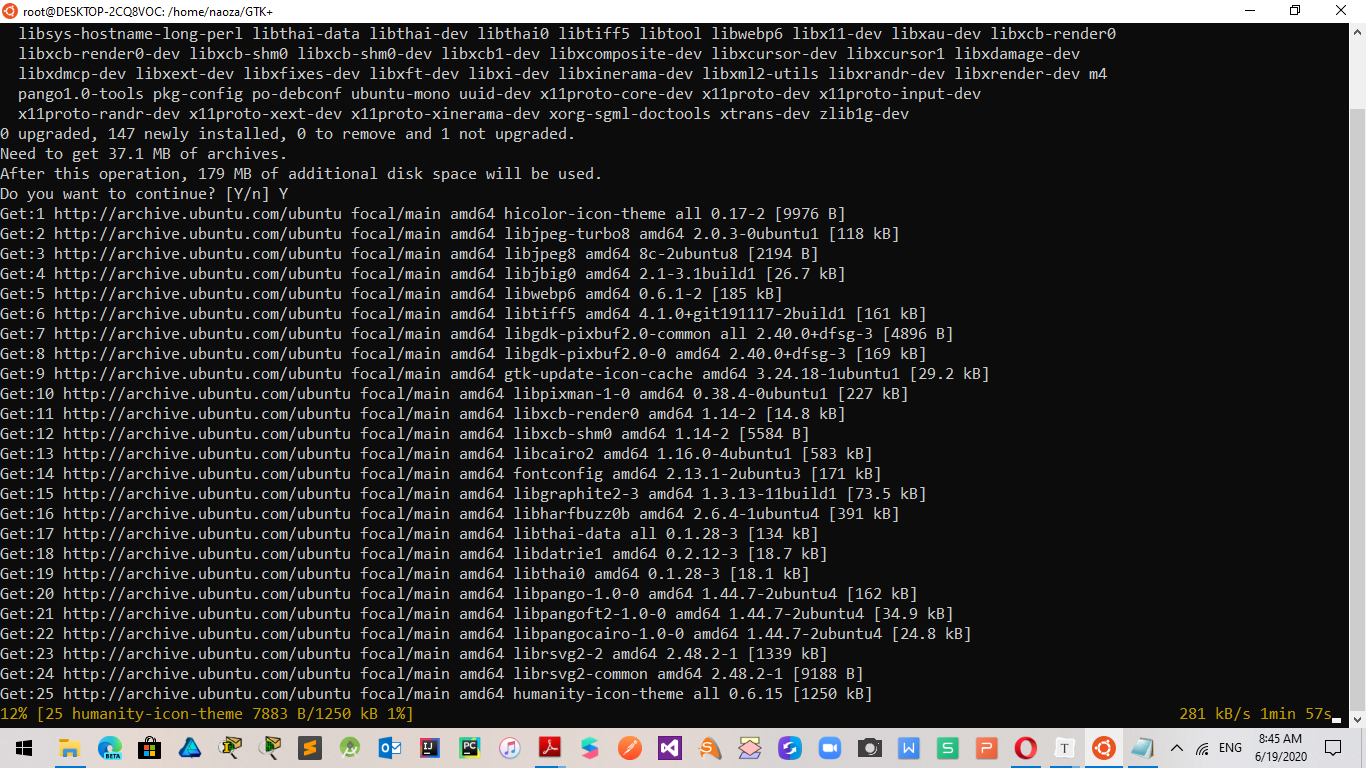 root@DESKTOP-2CQ8VOC: /home/naoza/GTK+
libsys-hostname-long-perl libthai-data libthai-dev libthai0 libtiff5 libtool libwebp6 libx11-dev libxau-dev libxcb-render0
libxcb-render0-dev libxcb-shm0 libxcb-shm0-dev libxcb1-dev libxcomposite-dev libxcursor-dev libxcursor1 libxdamage-dev
libxdmcp-dev libxext-dev libxfixes-dev libxft-dev libxi-dev libxinerama-dev libxml2-utils libxrandr-dev libxrender-dev m4
pango1.0-tools pkg-config po-debconf ubuntu-mono uuid-dev x11proto-core-dev x11proto-dev x11proto-input-dev
x11proto-randr-dev x11proto-xext-dev x11proto-xinerama-dev xorg-sgml-doctools xtrans-dev zlib1g-dev
0 upgraded, 147 newly installed, 0 to remove and 1 not upgraded.
Need to get 37.1 MB of archives.
After this operation, 179 MB of additional disk space will be used.
Do you want to continue? [Y/n] Y
Get:1 http://archive.ubuntu.com/ubuntu focal/main amd64 hicolor-icon-theme all 0.17-2 [9976 B]
Get:2 http://archive.ubuntu.com/ubuntu focal/main amd64 libjpeg-turbo8 amd64 2.0.3-0ubuntu1 [118 kB]
Get:3 http://archive.ubuntu.com/ubuntu focal/main amd64 libjpeg8 amd64 8c-2ubuntu8 [2194 B]
Get:4 http://archive.ubuntu.com/ubuntu focal/main amd64 libjbig0 amd64 2.1-3.1build1 [26.7 kB]
Get:5 http://archive.ubuntu.com/ubuntu focal/main amd64 libwebp6 amd64 0.6.1-2 [185 kB]
Get:6 http://archive.ubuntu.com/ubuntu focal/main amd64 libtiff5 amd64 4.1.0+git191117-2build1 [161 kB]
Get:7 http://archive.ubuntu.com/ubuntu focal/main amd64 libgdk-pixbuf2.0-common all 2.40.0+dfsg-3 [4896 B]
Get:8 http://archive.ubuntu.com/ubuntu focal/main amd64 libgdk-pixbuf2.0-0 amd64 2.40.0+dfsg-3 [169 kB]
Get:9 http://archive.ubuntu.com/ubuntu focal/main amd64 gtk-update-icon-cache amd64 3.24.18-1ubuntu1 [29.2 kB]
Get:10 http://archive.ubuntu.com/ubuntu focal/main amd64 libpixman-1-0 amd64 0.38.4-0ubuntu1 [227 kB]
Get:11 http://archive.ubuntu.com/ubuntu focal/main amd64 libxcb-render0 amd64 1.14-2 [14.8 kB]
Get:12 http://archive.ubuntu.com/ubuntu focal/main amd64 libxcb-shm0 amd64 1.14-2 [5584 B]
Get:13 http://archive.ubuntu.com/ubuntu focal/main amd64 libcairo2 amd64 1.16.0-4ubuntu1 [583 kB]
Get:14 http://archive.ubuntu.com/ubuntu focal/main amd64 fontconfig amd64 2.13.1-2ubuntu3 [171 kB]
Get:15 http://archive.ubuntu.com/ubuntu focal/main amd64 libgraphite2-3 amd64 1.3.13-11build1 [73.5 kB]
Get:16 http://archive.ubuntu.com/ubuntu focal/main amd64 libharfbuzz0b amd64 2.6.4-1ubuntu4 [391 kB]
Get:17 http://archive.ubuntu.com/ubuntu focal/main amd64 libthai-data all 0.1.28-3 [134 kB]
Get:18 http://archive.ubuntu.com/ubuntu focal/main amd64 libdatrie1 amd64 0.2.12-3 [18.7 kB]
Get:19 http://archive.ubuntu.com/ubuntu focal/main amd64 libthai0 amd64 0.1.28-3 [18.1 kB]
Get:20 http://archive.ubuntu.com/ubuntu focal/main amd64 libpango-1.0-0 amd64 1.44.7-2ubuntu4 [162 kB]
Get:21 http://archive.ubuntu.com/ubuntu focal/main amd64 libpangoft2-1.0-0 amd64 1.44.7-2ubuntu4 [34.9 kB]
Get:22 http://archive.ubuntu.com/ubuntu focal/main amd64 libpangocairo-1.0-0 amd64 1.44.7-2ubuntu4 [24.8 kB]
Get:23 http://archive.ubuntu.com/ubuntu focal/main amd64 librsvg2-2 amd64 2.48.2-1 [1339 kB]
Get:24 http://archive.ubuntu.com/ubuntu focal/main amd64 librsvg2-common amd64 2.48.2-1 [9188 B]
Get:25 http://archive.ubuntu.com/ubuntu focal/main amd64 humanity-icon-theme all 0.6.15 [1250 kB]
12% [25 humanity-icon-theme 7883 B/1250 kB 1%] 281 kB/s 1min 57s
ENG
8:45 AM
6/19/2020